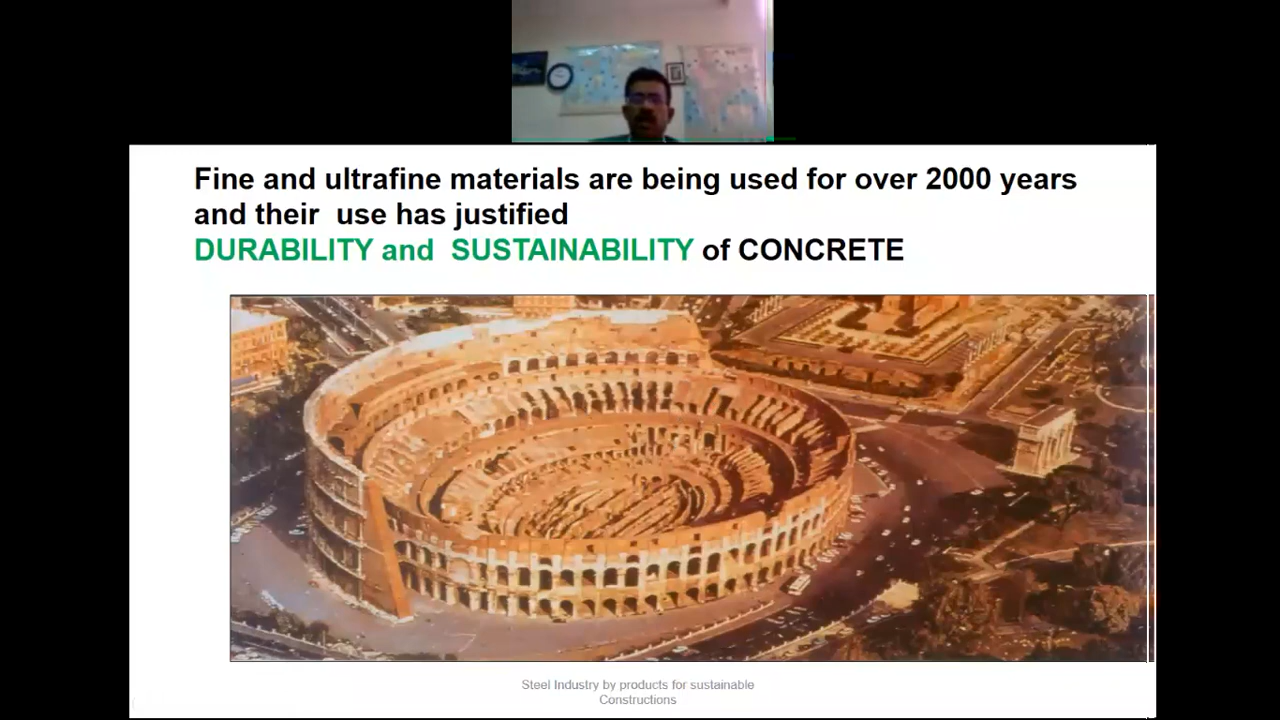 Fine and ultrafine materials are being used for over 2000 years
and their use has justified
DURABILITY and SUSTAINABILITY of CONCRETE
Steel Industry by products for sustainable
Constructions